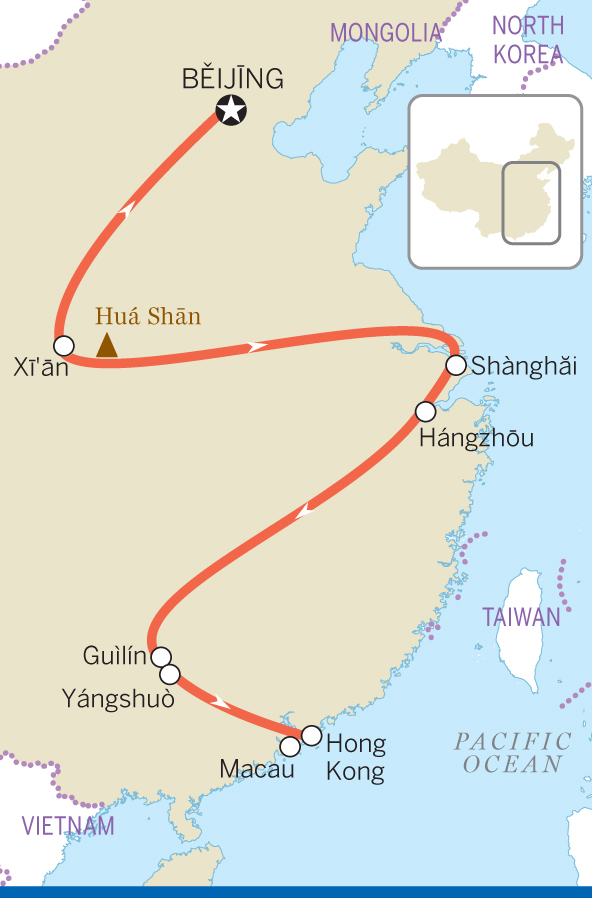 MONGOLIA
NORTH
KOREA
BĚIJĪNG
Huá Shān
Xī'ān
Shànghǎi
Hángzhōu
TAIWAN
Guìlín
Yángshuò
PACIFIC
OCEAN
Hong
Kong
Macau
VIETNAM